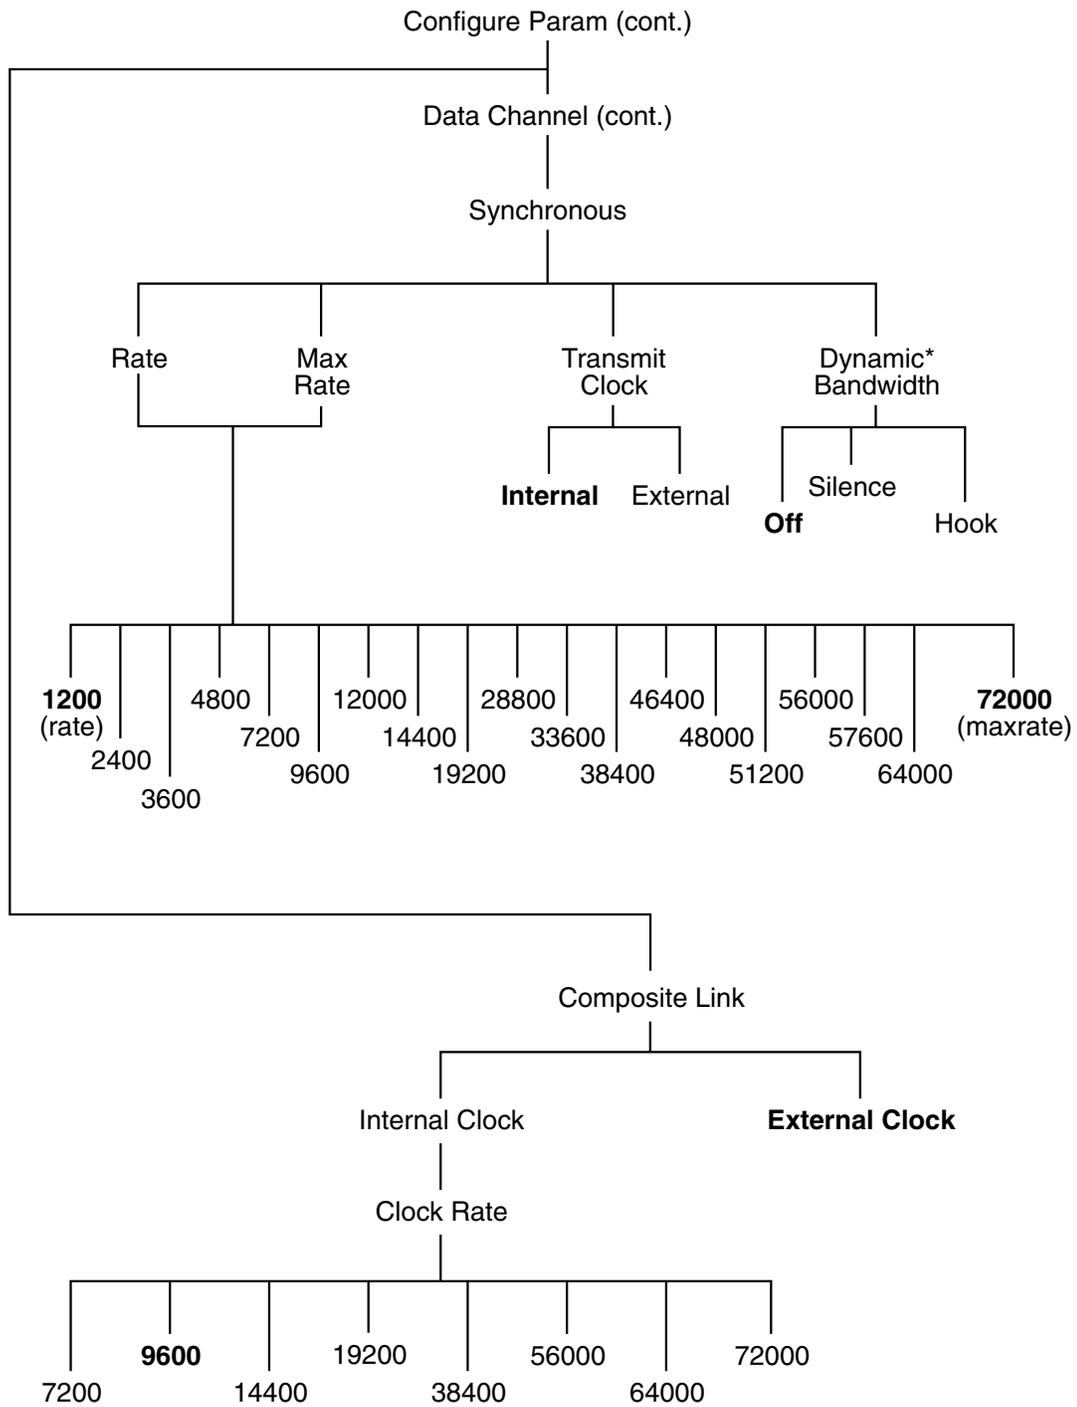 Configure Param (cont.)
Data Channel (cont.)
Synchronous
Rate
Max
Rate
Transmit
Clock
Dynamic*
Bandwidth
Internal
External
Off
Silence
Hook
1200
(rate)
2400
3600
4800
7200
9600
12000
14400
19200
28800
33600
38400
46400
48000
51200
56000
57600
64000
72000
(maxrate)
Composite Link
Internal Clock
External Clock
Clock Rate
7200
9600
14400
19200
38400
56000
64000
72000